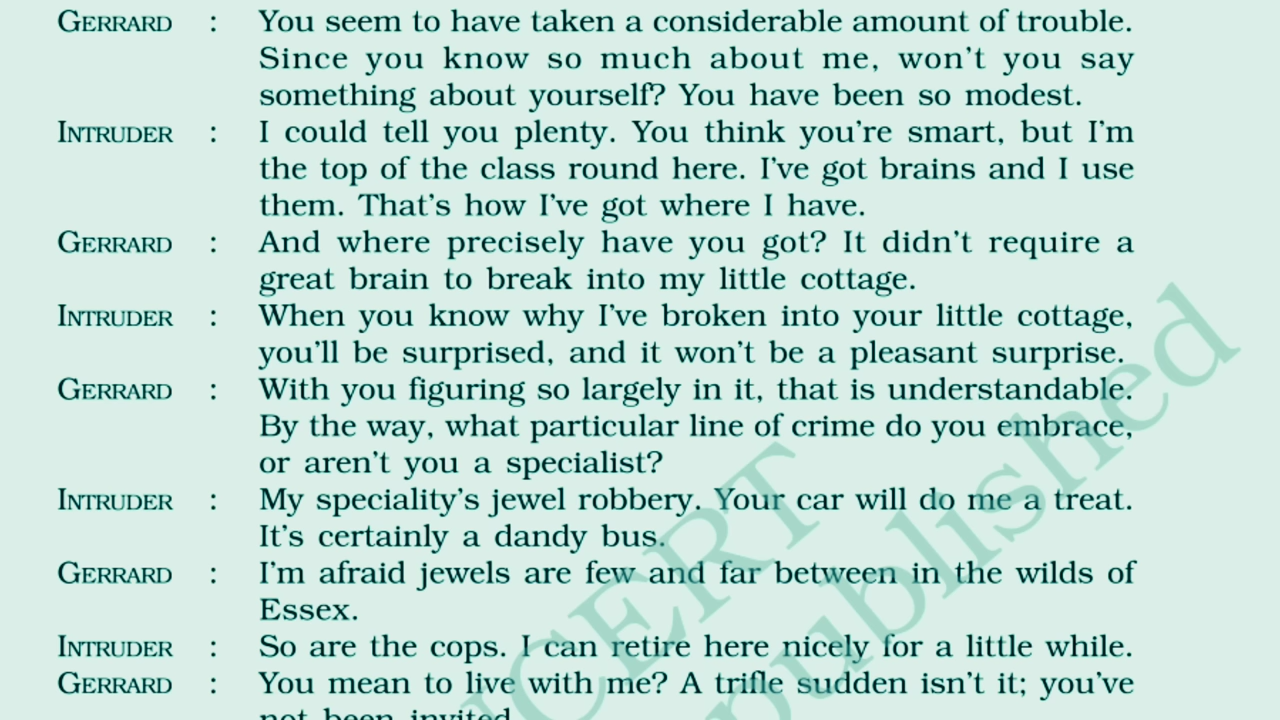 GERRARD : You seem to have taken a considerable amount of trouble.
Since you know so much about me, won't you say
something about yourself? You have been so modest.
INTRUDER : I could tell you plenty. You think you're smart, but I'm
the top of the class round here. I've got brains and I use
them. That's how I've got where I have.
GERRARD : And where precisely have you got? It didn't require a
great brain to break into my little cottage.
INTRUDER : When you know why I've broken into your little cottage,
you'll be surprised, and it won't be a pleasant surprise.
GERRARD : With you figuring so largely in it, that is understandable.
By the way, what particular line of crime do you embrace,
or aren't you a specialist?
INTRUDER : My speciality's jewel robbery. Your car will do me a treat.
It's certainly a dandy bus.
GERRARD : I'm afraid jewels are few and far between in the wilds of
Essex.
INTRUDER : So are the cops. I can retire here nicely for a little while.
GERRARD : You mean to live with me? A trifle sudden isn't it; you've
not been invited.
NCERT
published